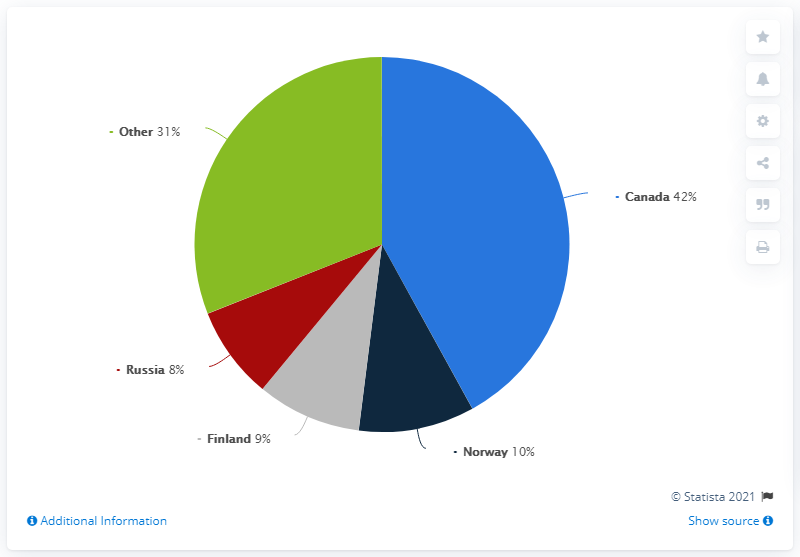 Other 31%
Canada 42%
Russia 8%
Finland 9%
Norway 10%
© Statista 2021
Additional Information
Show source